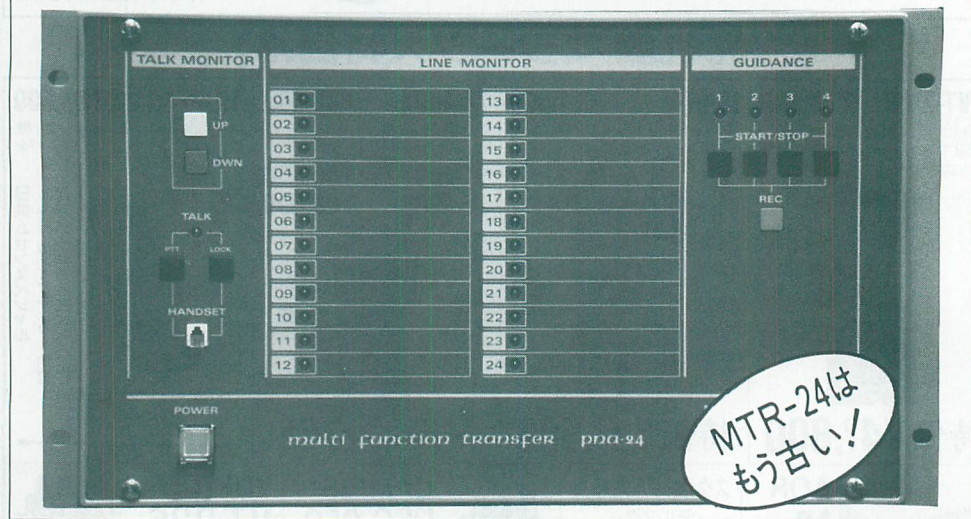 TALK MONITOR
LINE MONITOR
GUIDANCE
UP
DWN
TALK
PTT
LOCK
HANDSET
01
02
03
04
05
06
07
08
09
10
11
12
13
14
15
16
17
18
19
20
21
22
23
24
1 2 3 4
START/STOP
REC
POWER
multi function transfer pna-24
MTR-24は
もう古い!